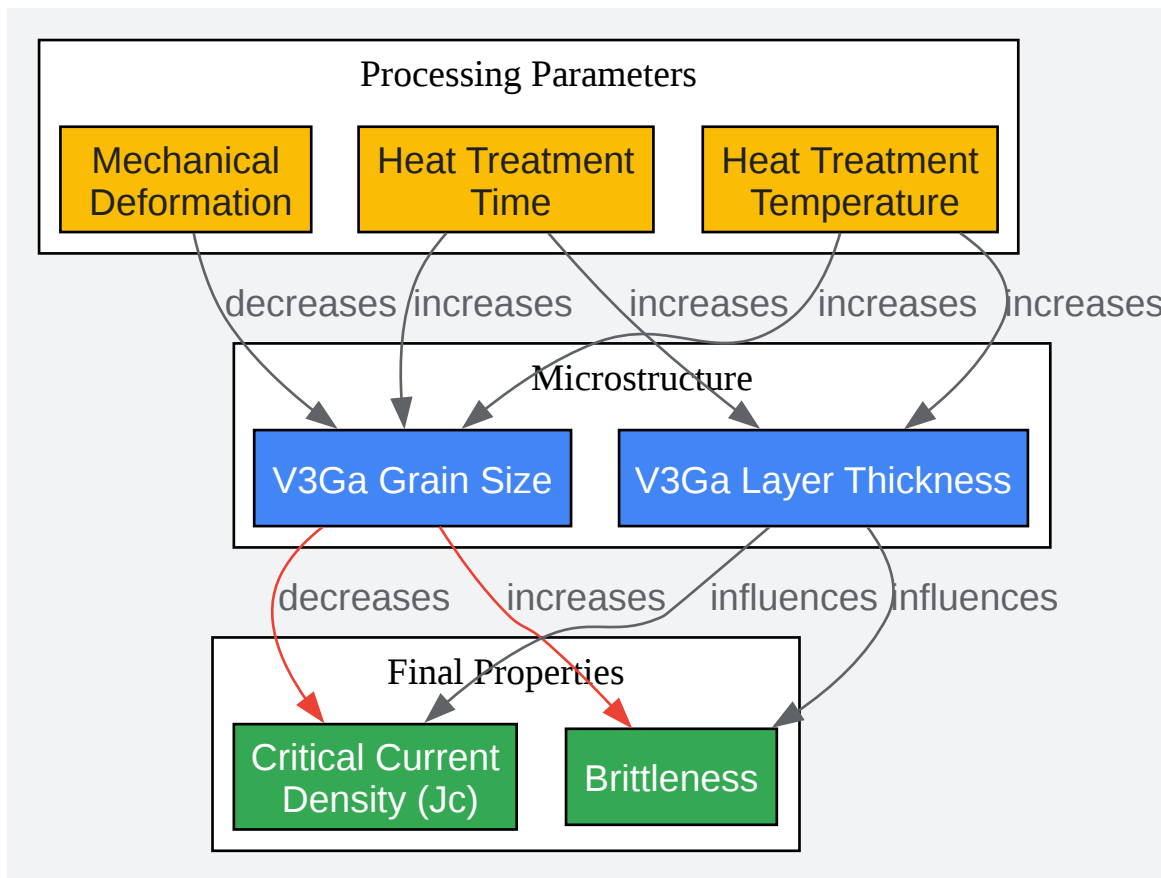 Processing Parameters
Mechanical
Deformation
Heat Treatment
Time
Heat Treatment
Temperature
decreases
increases
increases
increases
increases
Microstructure
V3Ga Grain Size
V3Ga Layer Thickness
decreases
increases
influences
influences
Final Properties
Critical Current
Density (Jc)
Brittleness